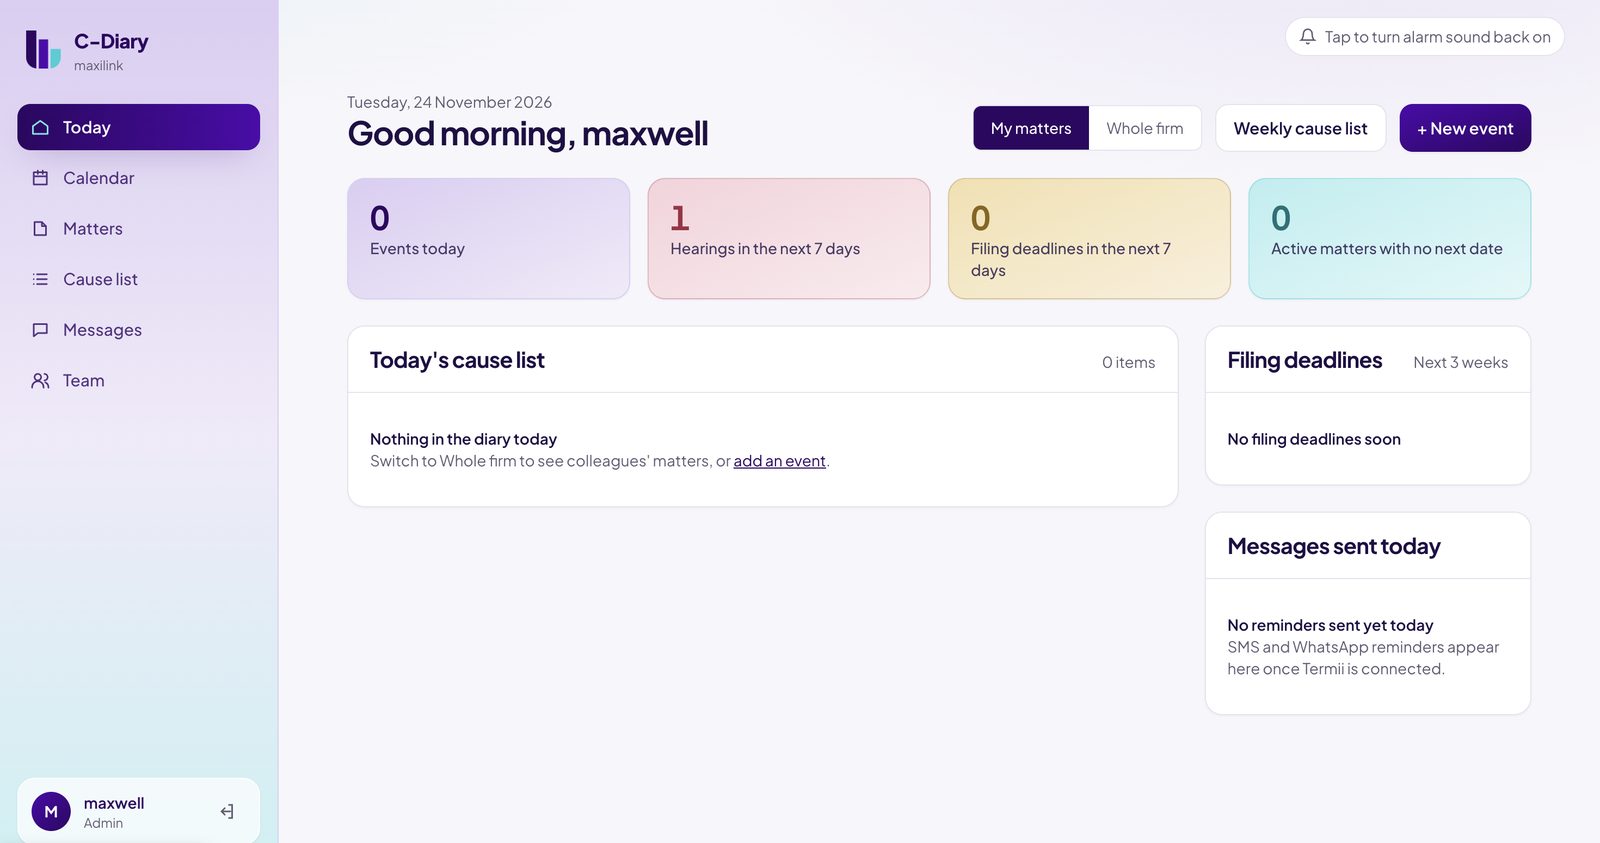 C-Diary
maxilink
Today
Calendar
Matters
Cause list
Messages
Team
M
maxwell
Admin
Tap to turn alarm sound back on
Tuesday, 24 November 2026
Good morning, maxwell
My matters
Whole firm
Weekly cause list
+ New event
0
Events today
1
Hearings in the next 7 days
0
Filing deadlines in the next 7
days
0
Active matters with no next date
Today's cause list
0 items
Nothing in the diary today
Switch to Whole firm to see colleagues' matters, or add an event.
Filing deadlines
Next 3 weeks
No filing deadlines soon
Messages sent today
No reminders sent yet today
SMS and WhatsApp reminders appear
here once Termii is connected.